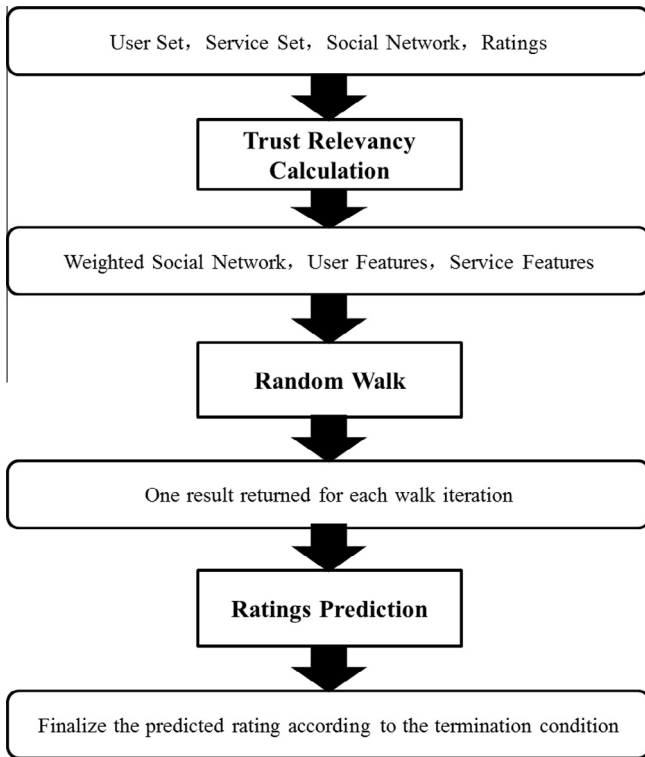 User Set，Service Set，Social Network，Ratings
Trust Relevancy
Calculation
Weighted Social Network，User Features，Service Features
Random Walk
One result returned for each walk iteration
Ratings Prediction
Finalize the predicted rating according to the termination condition